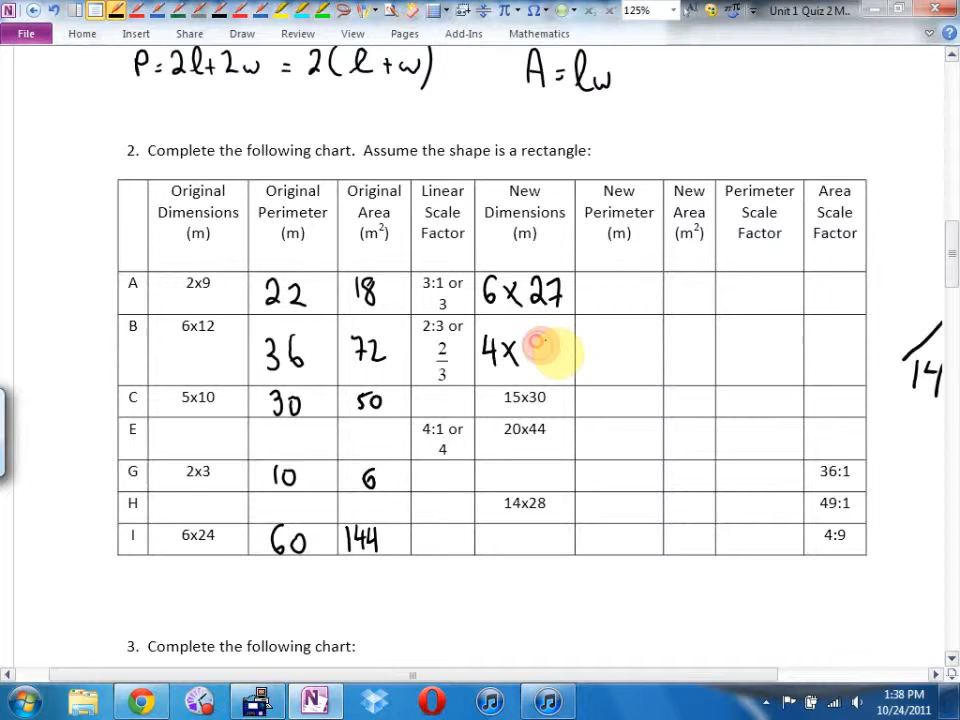 125%
Unit 1 Quiz 2 M...
File Home Insert Share Draw Review View Pages Add-Ins Mathematics
P = 2l + 2w = 2(l + w) A = lw
2. Complete the following chart. Assume the shape is a rectangle:
Original Dimensions (m) Original Perimeter (m) Original Area (m²) Linear Scale Factor New Dimensions (m) New Perimeter (m) New Area (m²) Perimeter Scale Factor Area Scale Factor
A 2x9 22 18 3:1 or 3 6 x 27
B 6x12 36 72 2:3 or 2/3 4 x
14
C 5x10 30 50 15x30
E 4:1 or 4 20x44
G 2x3 10 6 36:1
H 14x28 49:1
I 6x24 60 144 4:9
3. Complete the following chart:
1:38 PM
10/24/2011